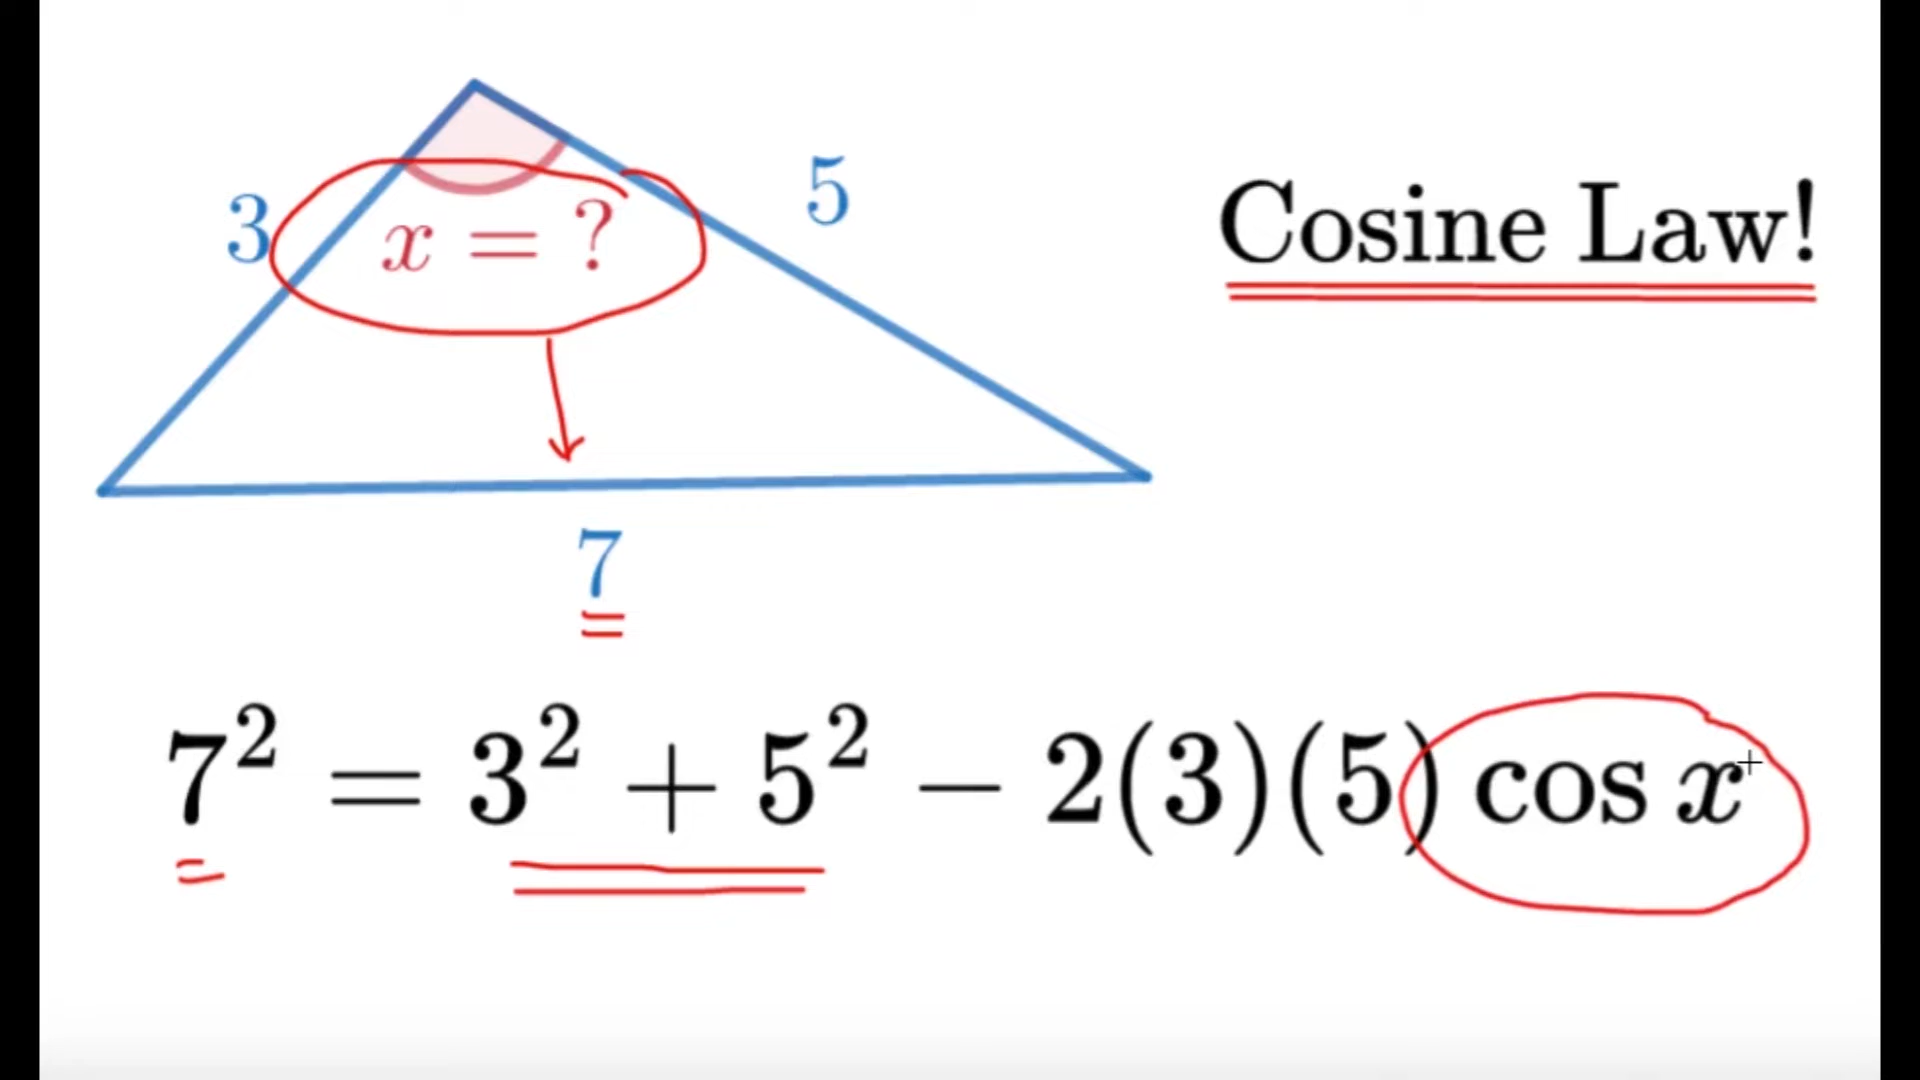 Cosine Law!
3
5
x = ?
7
7² = 3² + 5² − 2(3)(5) cos x